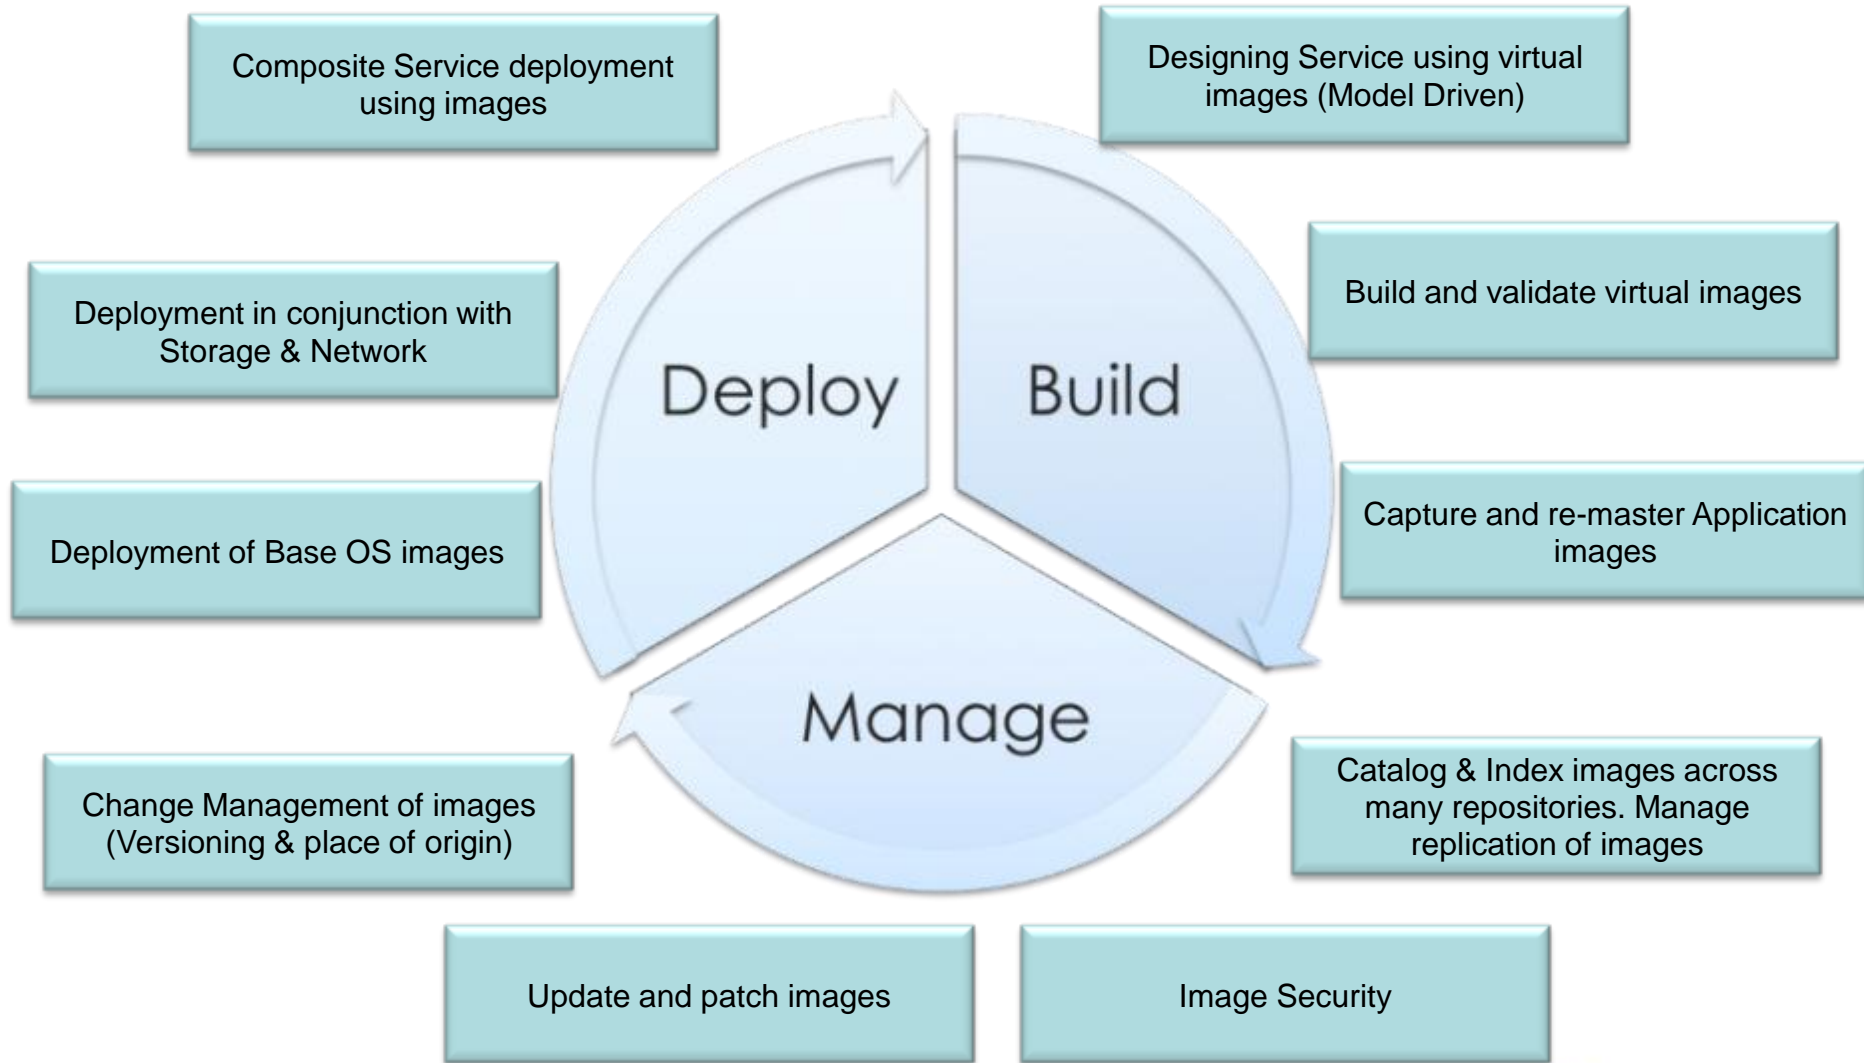 Composite Service deployment
using images
Designing Service using virtual
images (Model Driven)
Deployment in conjunction with
Storage & Network
Build and validate virtual images
Deploy
Build
Deployment of Base OS images
Capture and re-master Application
images
Manage
Change Management of images
(Versioning & place of origin)
Catalog & Index images across
many repositories. Manage
replication of images
Update and patch images
Image Security